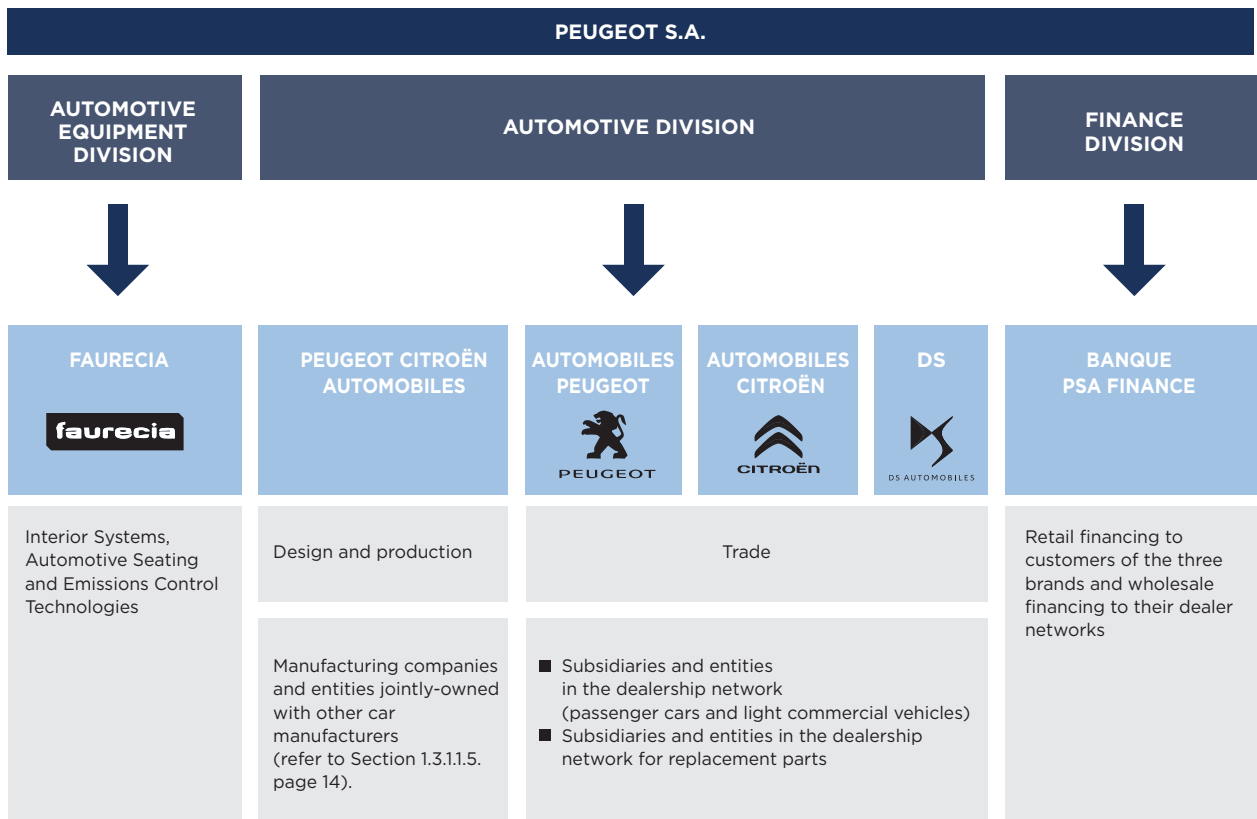 PEUGEOT S.A.
AUTOMOTIVE
EQUIPMENT
DIVISION
AUTOMOTIVE DIVISION
FINANCE
DIVISION
FAURECIA
faurecia
PEUGEOT CITROËN
AUTOMOBILES
AUTOMOBILES
PEUGEOT
PEUGEOT
AUTOMOBILES
CITROËN
CITROËN
DS
DS AUTOMOBILES
BANQUE
PSA FINANCE
Interior Systems,
Automotive Seating
and Emissions Control
Technologies
Design and production
Trade
Retail financing to
customers of the three
brands and wholesale
financing to their dealer
networks
Manufacturing companies
and entities jointly-owned
with other car
manufacturers
(refer to Section 1.3.1.1.5.
page 14).
■ Subsidiaries and entities
in the dealership network
(passenger cars and light commercial vehicles)
■ Subsidiaries and entities in the dealership
network for replacement parts